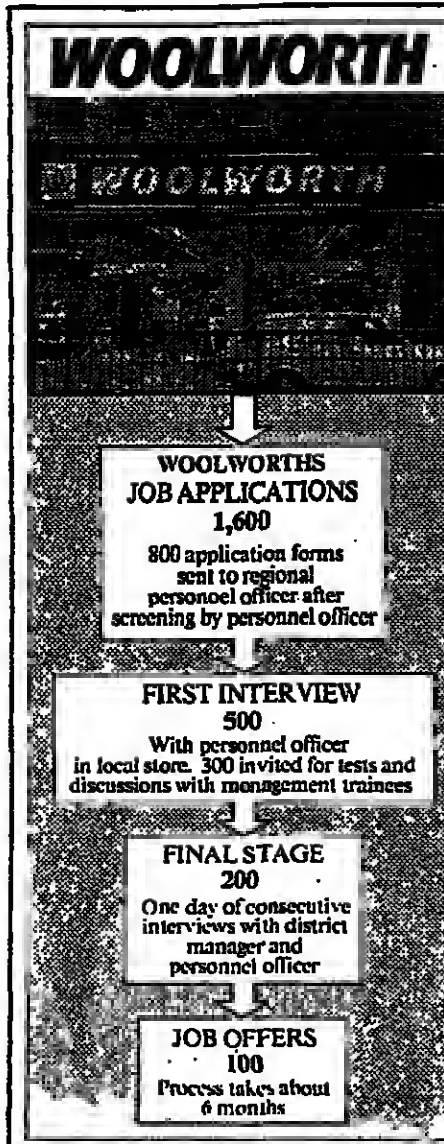 WOOLWORTH
WOOLWORTH
WOOLWORTHS
JOB APPLICATIONS
1,600
800 application forms
sent to regional
personoel officer after
screening by personnel officer
FIRST INTERVIEW
500
With personnel officer
in local store. 300 invited for tests and
discussions with management trainees
FINAL STAGE
200
One day of consecutive
interviews with district
manager and
personnel officer
JOB OFFERS
100
Process takes about
6 months